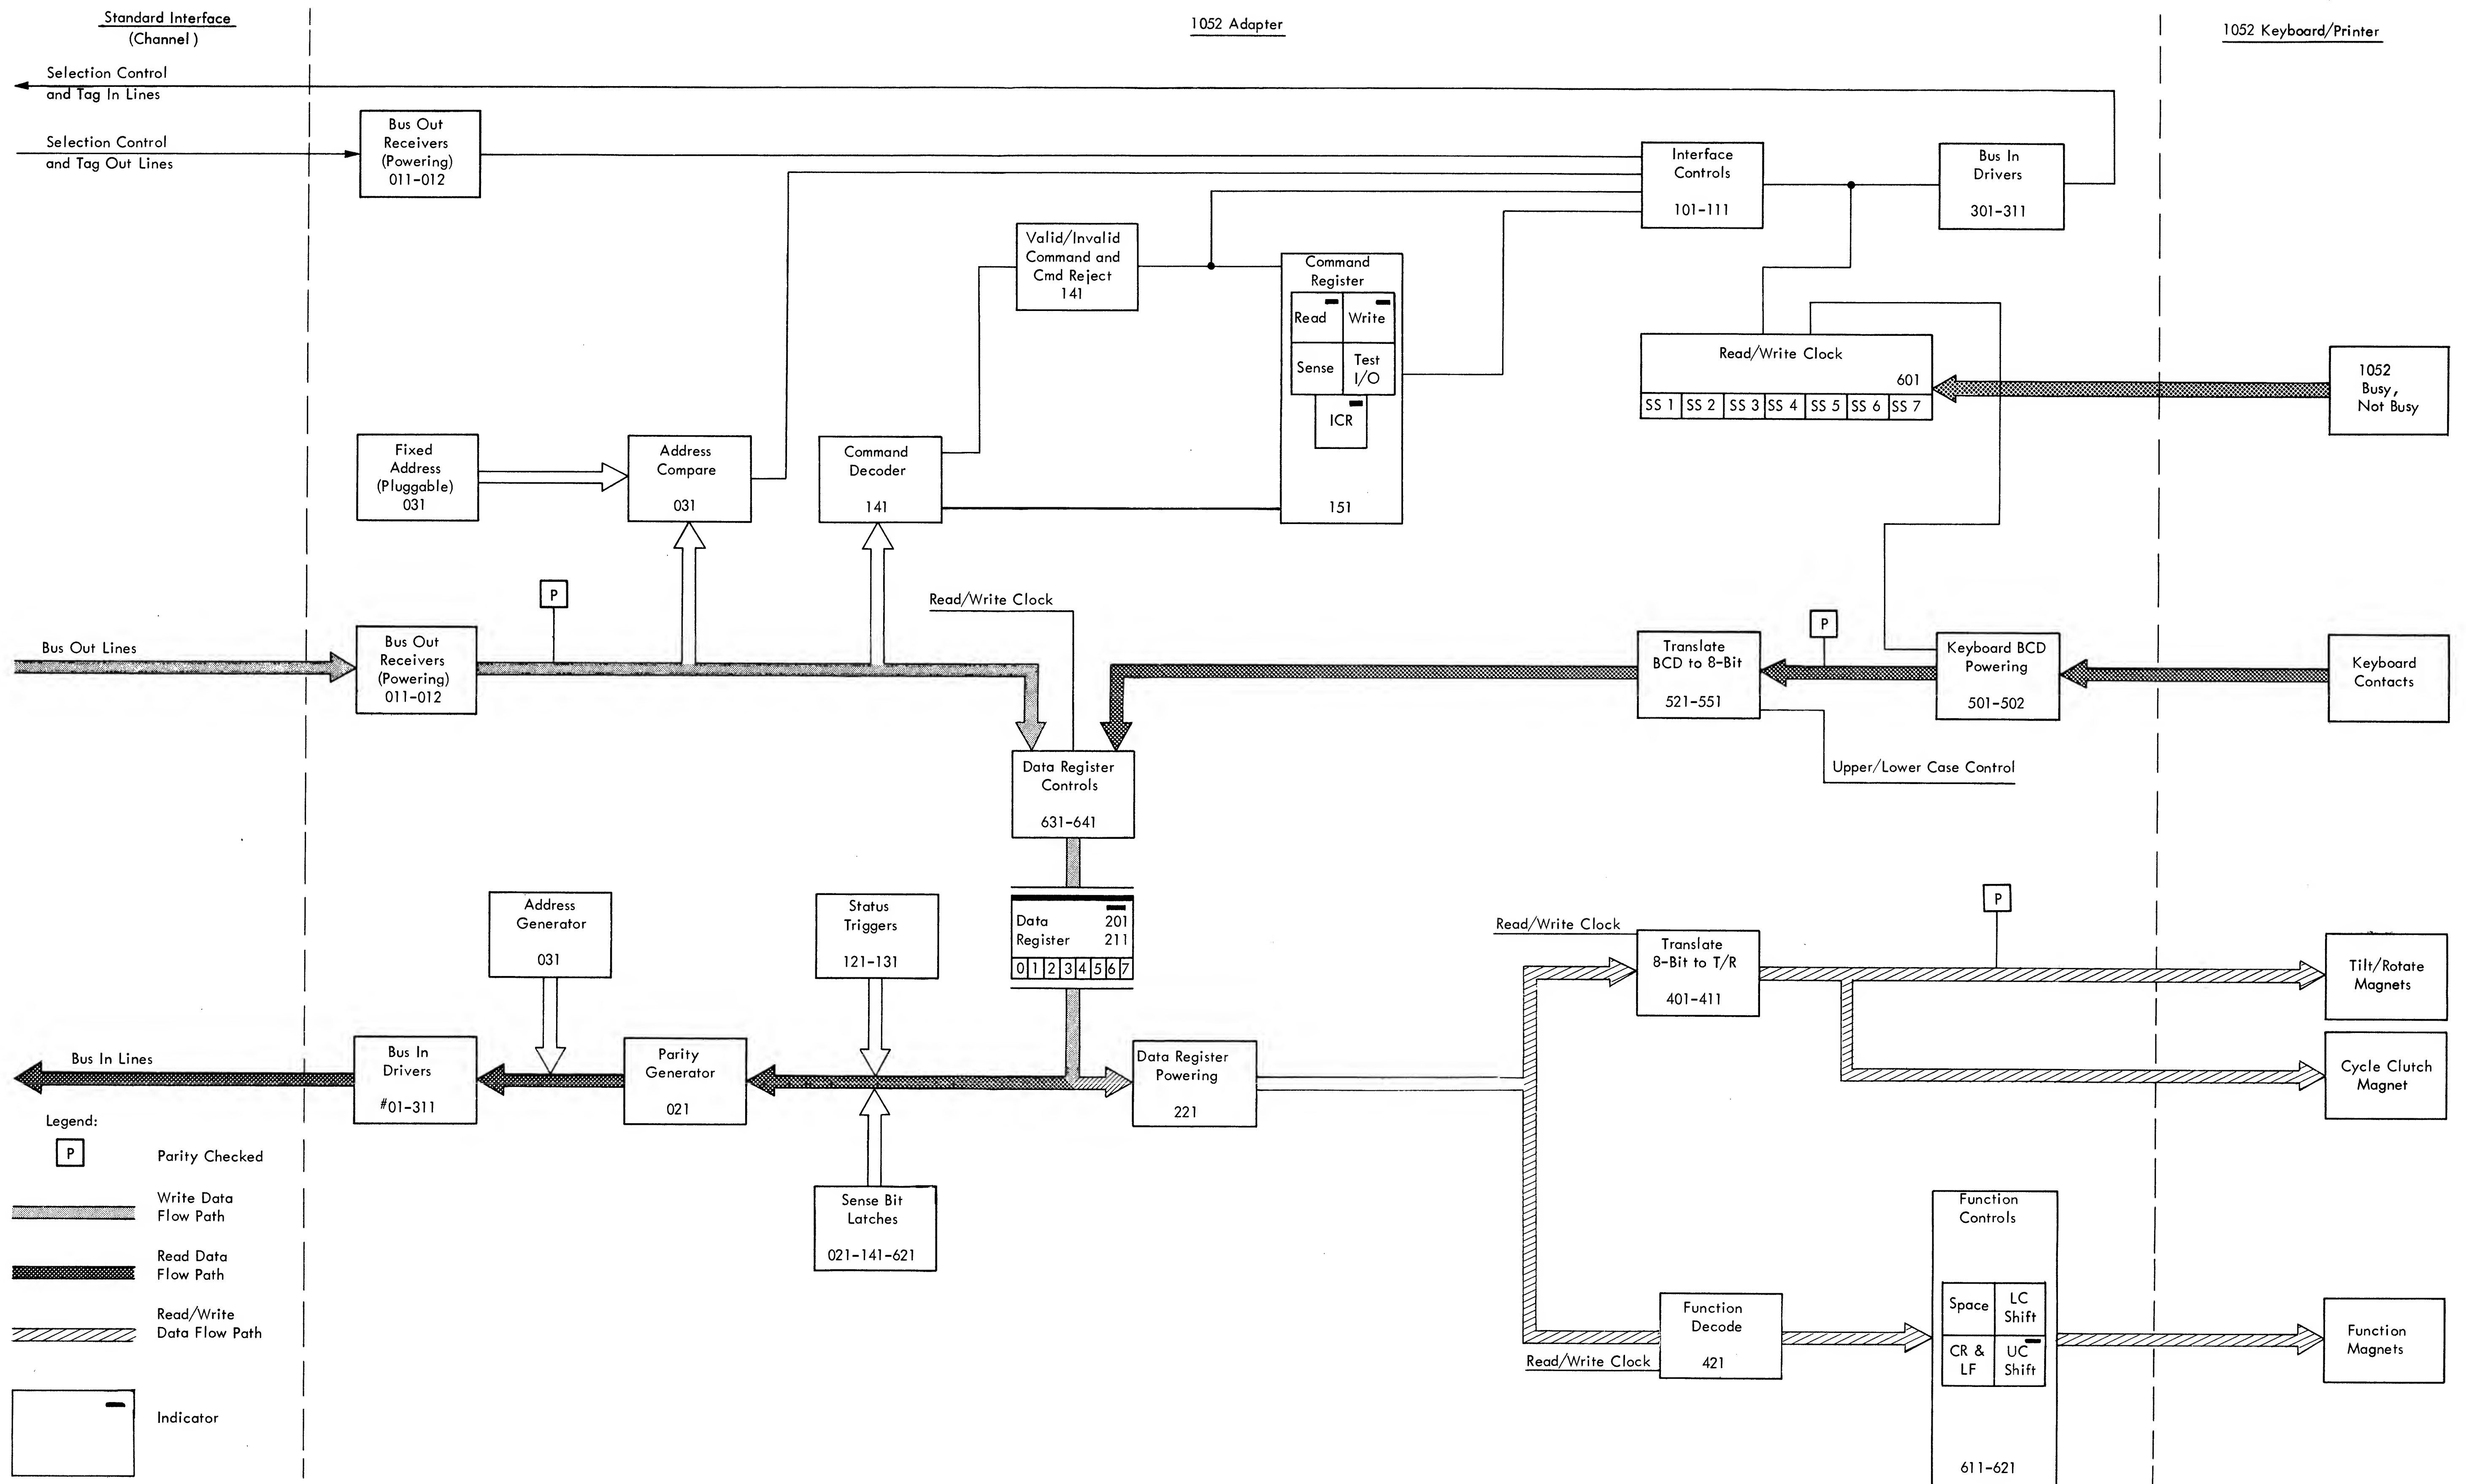 Standard Interface
(Channel)
1052 Adapter
1052 Keyboard/Printer
Selection Control
and Tag In Lines
Selection Control
and Tag Out Lines
Bus Out
Receivers
(Powering)
011-012
Interface
Controls
101-111
Bus In
Drivers
301-311
Valid/Invalid
Command and
Cmd Reject
141
Command
Register
Read
Write
Sense
Test
I/O
ICR
151
Read/Write Clock
601
SS 1
SS 2
SS 3
SS 4
SS 5
SS 6
SS 7
1052
Busy,
Not Busy
Fixed
Address
(Pluggable)
031
Address
Compare
031
Command
Decoder
141
P
Read/Write Clock
P
Bus Out Lines
Bus Out
Receivers
(Powering)
011-012
Translate
BCD to 8-Bit
521-551
Keyboard BCD
Powering
501-502
Keyboard
Contacts
Upper/Lower Case Control
Data Register
Controls
631-641
Address
Generator
031
Status
Triggers
121-131
Data
Register
201
211
0 1 2 3 4 5 6 7
P
Read/Write Clock
Translate
8-Bit to T/R
401-411
Tilt/Rotate
Magnets
Bus In Lines
Bus In
Drivers
#01-311
Parity
Generator
021
Data Register
Powering
221
Cycle Clutch
Magnet
Sense Bit
Latches
021-141-621
Function
Controls
Space
LC
Shift
CR &
LF
UC
Shift
611-621
Function
Decode
421
Read/Write Clock
Function
Magnets
Legend:
P
Parity Checked
Write Data
Flow Path
Read Data
Flow Path
Read/Write
Data Flow Path
Indicator